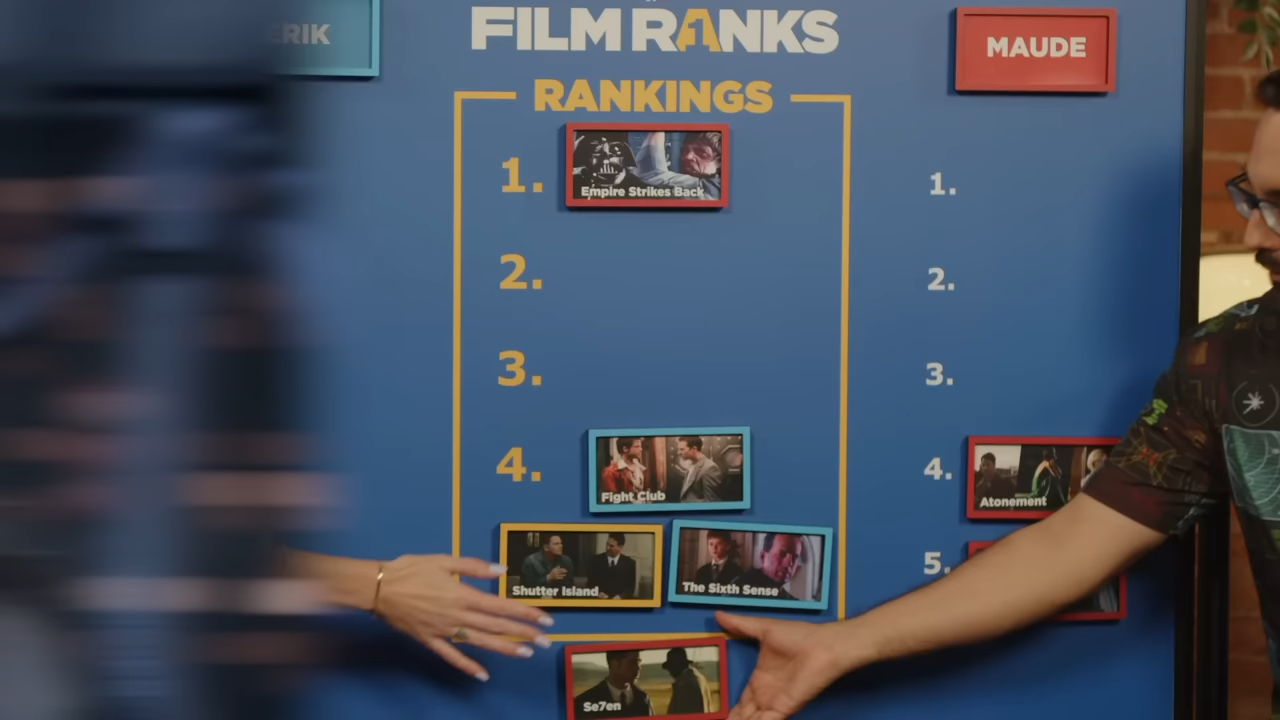 ERIK
FILM RANKS
MAUDE
RANKINGS
1.
Empire Strikes Back
1.
2.
2.
3.
3.
4.
Fight Club
4.
Atonement
Shutter Island
The Sixth Sense
5.
Se7en